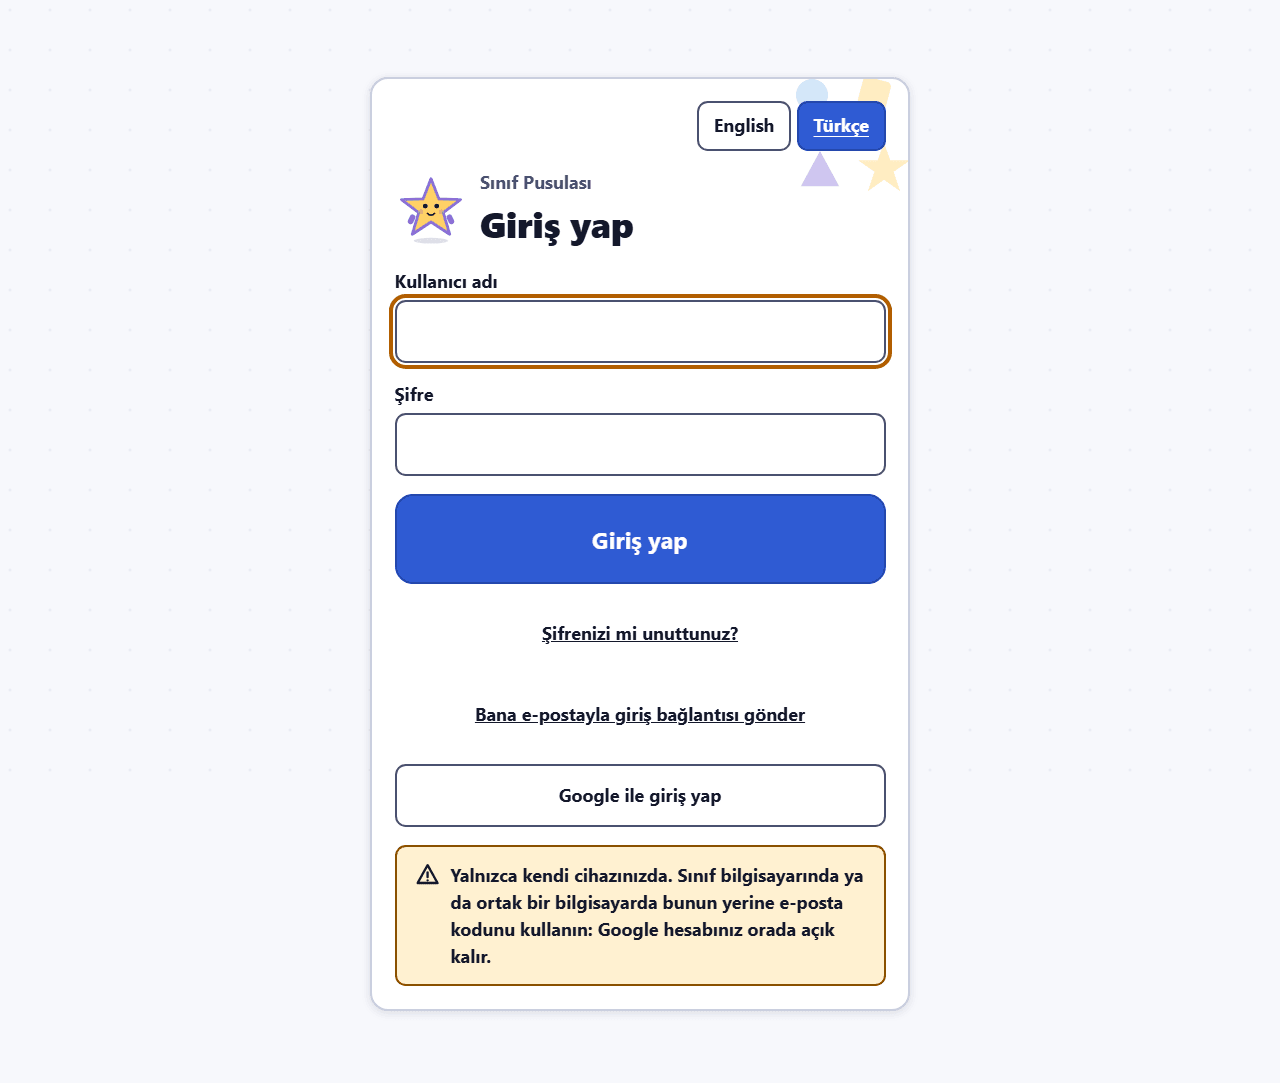 English
Türkçe
Sınıf Pusulası
Giriş yap
Kullanıcı adı
Şifre
Giriş yap
Şifrenizi mi unuttunuz?
Bana e-postayla giriş bağlantısı gönder
Google ile giriş yap
Yalnızca kendi cihazınızda. Sınıf bilgisayarında ya
da ortak bir bilgisayarda bunun yerine e-posta
kodunu kullanın: Google hesabınız orada açık
kalır.